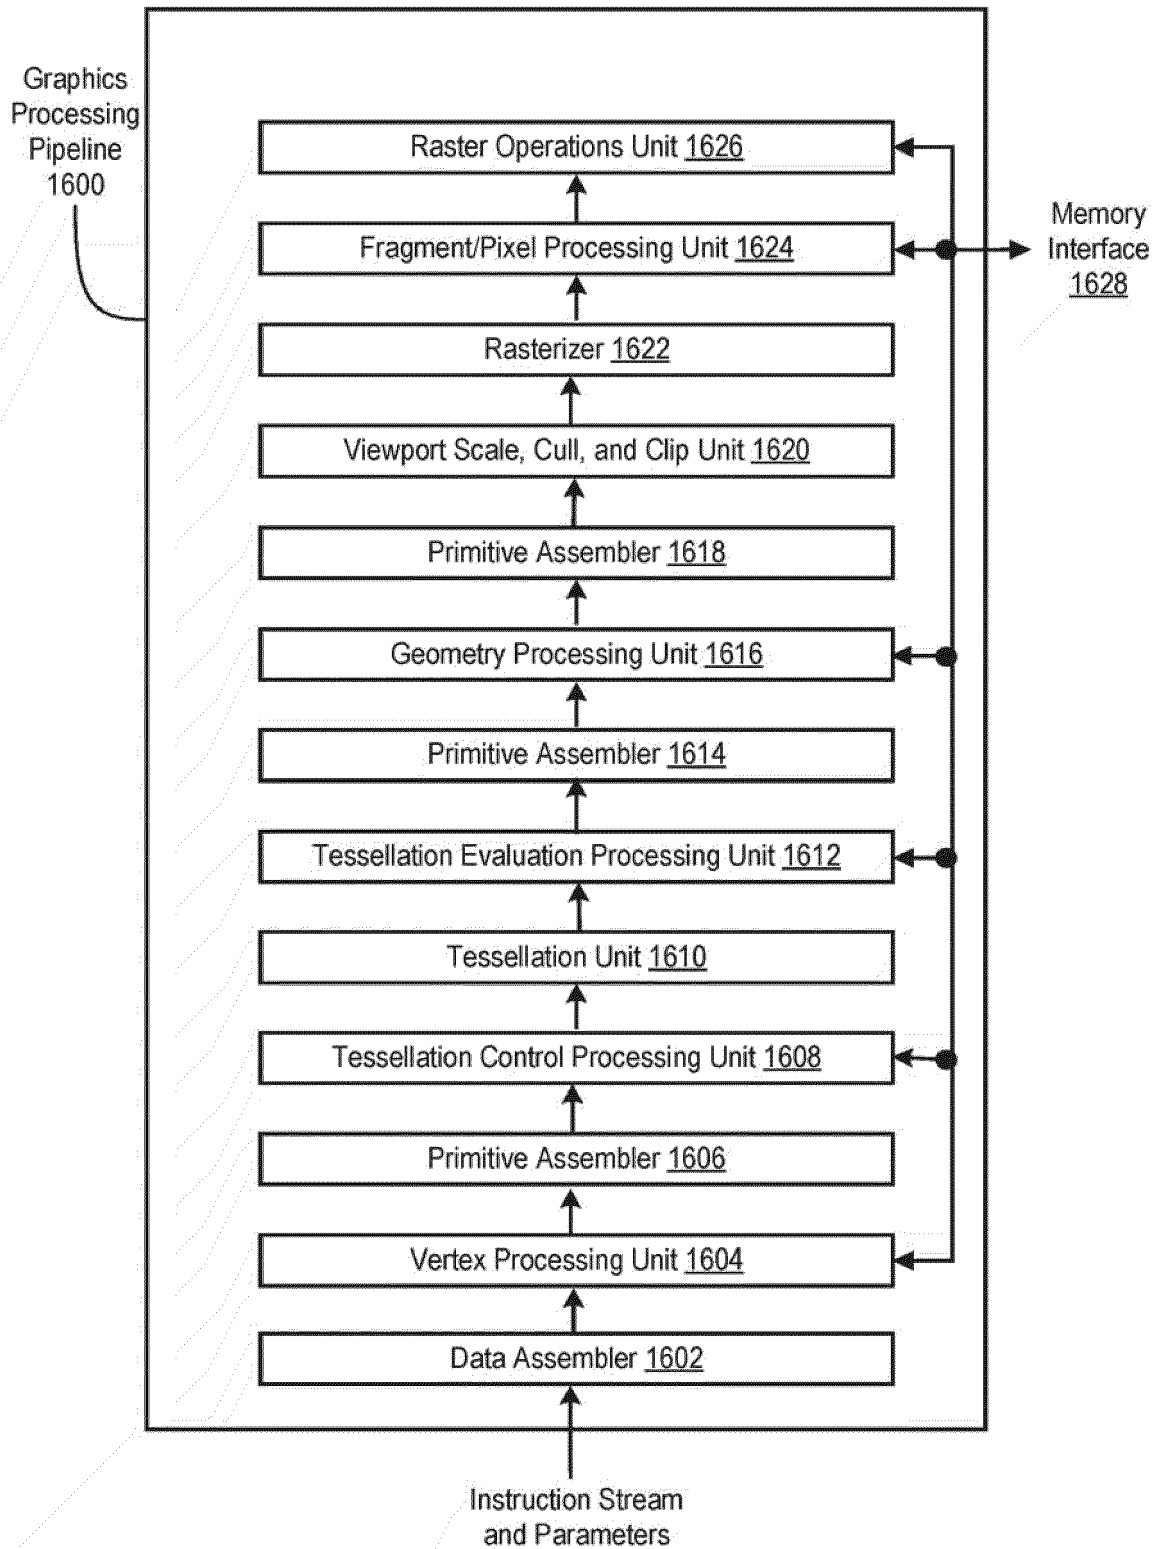 Graphics
Processing
Pipeline
1600
Raster Operations Unit 1626
Fragment/Pixel Processing Unit 1624
Memory
Interface
1628
Rasterizer 1622
Viewport Scale, Cull, and Clip Unit 1620
Primitive Assembler 1618
Geometry Processing Unit 1616
Primitive Assembler 1614
Tessellation Evaluation Processing Unit 1612
Tessellation Unit 1610
Tessellation Control Processing Unit 1608
Primitive Assembler 1606
Vertex Processing Unit 1604
Data Assembler 1602
Instruction Stream
and Parameters